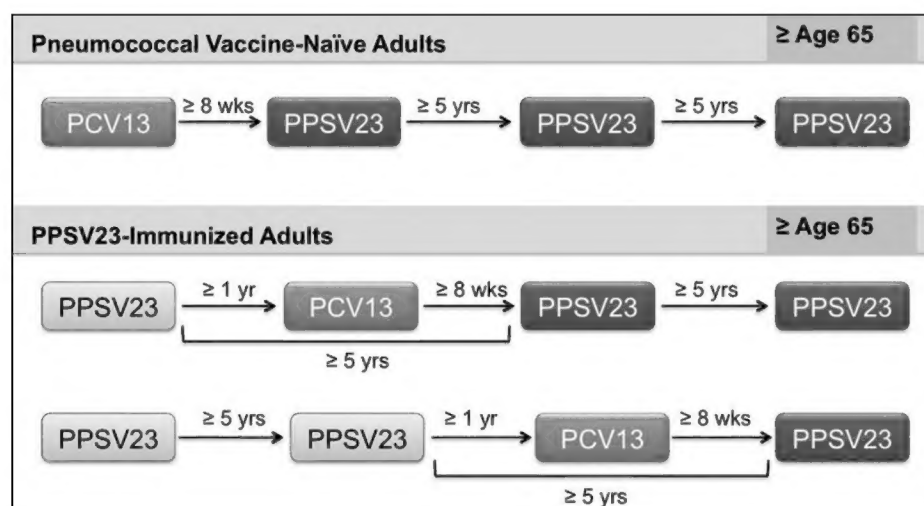 Pneumococcal Vaccine-Naïve Adults ≥ Age 65
PCV13 ≥ 8 wks PPSV23 ≥ 5 yrs PPSV23 ≥ 5 yrs PPSV23
PPSV23-Immunized Adults ≥ Age 65
PPSV23 ≥ 1 yr PCV13 ≥ 8 wks PPSV23 ≥ 5 yrs PPSV23
≥ 5 yrs
PPSV23 ≥ 5 yrs PPSV23 ≥ 1 yr PCV13 ≥ 8 wks PPSV23
≥ 5 yrs